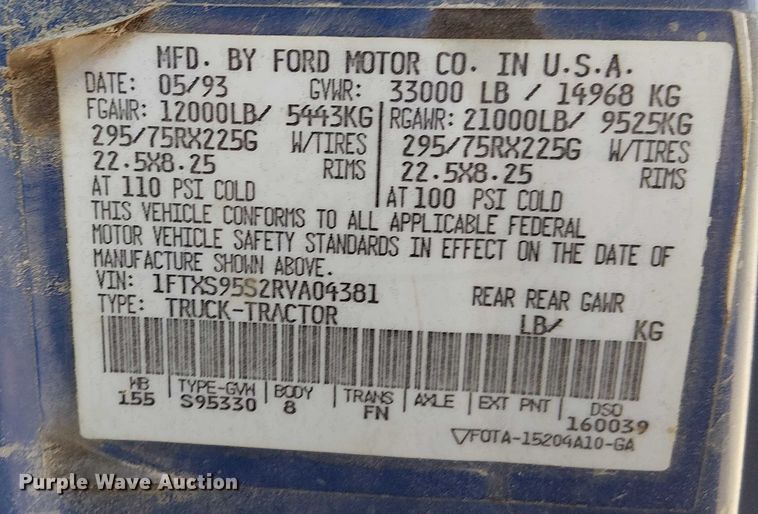 MFD. BY FORD MOTOR CO. IN U.S.A.
DATE: 05/93 GVWR: 33000 LB / 14968 KG
FGAWR: 12000LB/ 5443KG RGAWR: 21000LB/ 9525KG
295/75RX225G W/TIRES 295/75RX225G W/TIRES
22.5X8.25 RIMS 22.5X8.25 RIMS
AT 110 PSI COLD AT 100 PSI COLD
THIS VEHICLE CONFORMS TO ALL APPLICABLE FEDERAL
MOTOR VEHICLE SAFETY STANDARDS IN EFFECT ON THE DATE OF
MANUFACTURE SHOWN ABOVE.
VIN: 1FTXS95S2RVA04381 REAR REAR GAWR
TYPE: TRUCK-TRACTOR LB/ KG
WB TYPE-GVW BODY TRANS AXLE EXT PNT DSO
155 S95330 8 FN 160039
F0TA-15204A10-GA
Purple Wave Auction